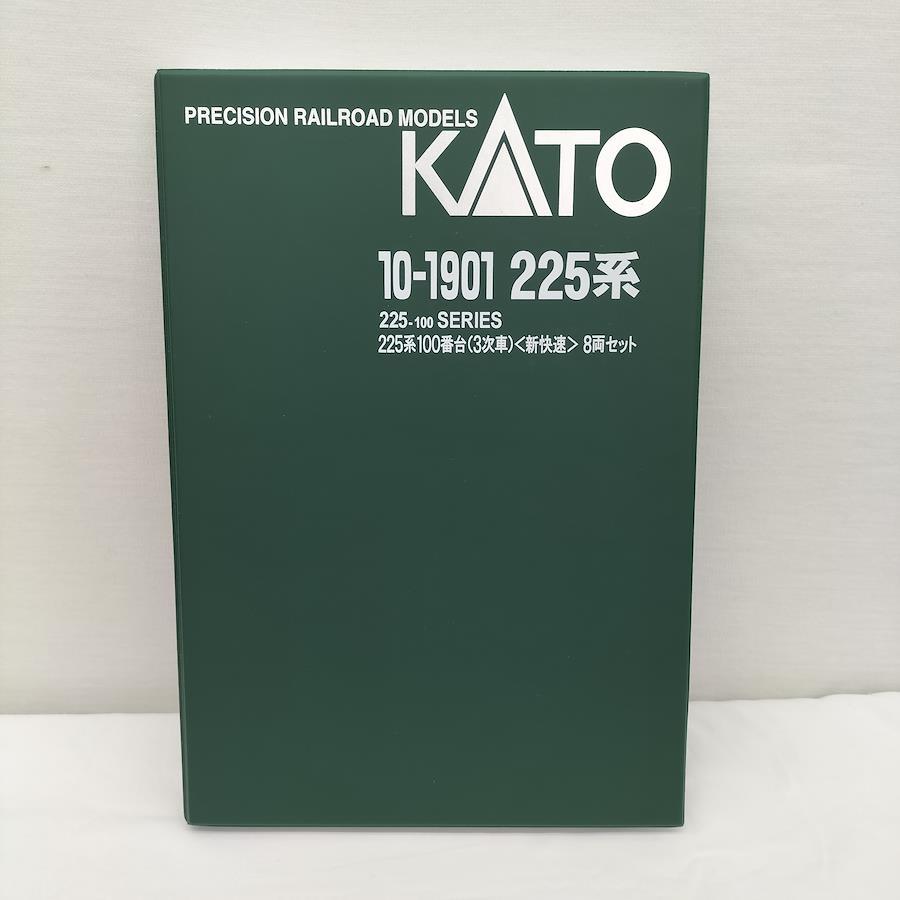 PRECISION RAILROAD MODELS
KATO
10-1901 225系
225-100 SERIES
225系100番台(3次車)<新快速> 8両セット